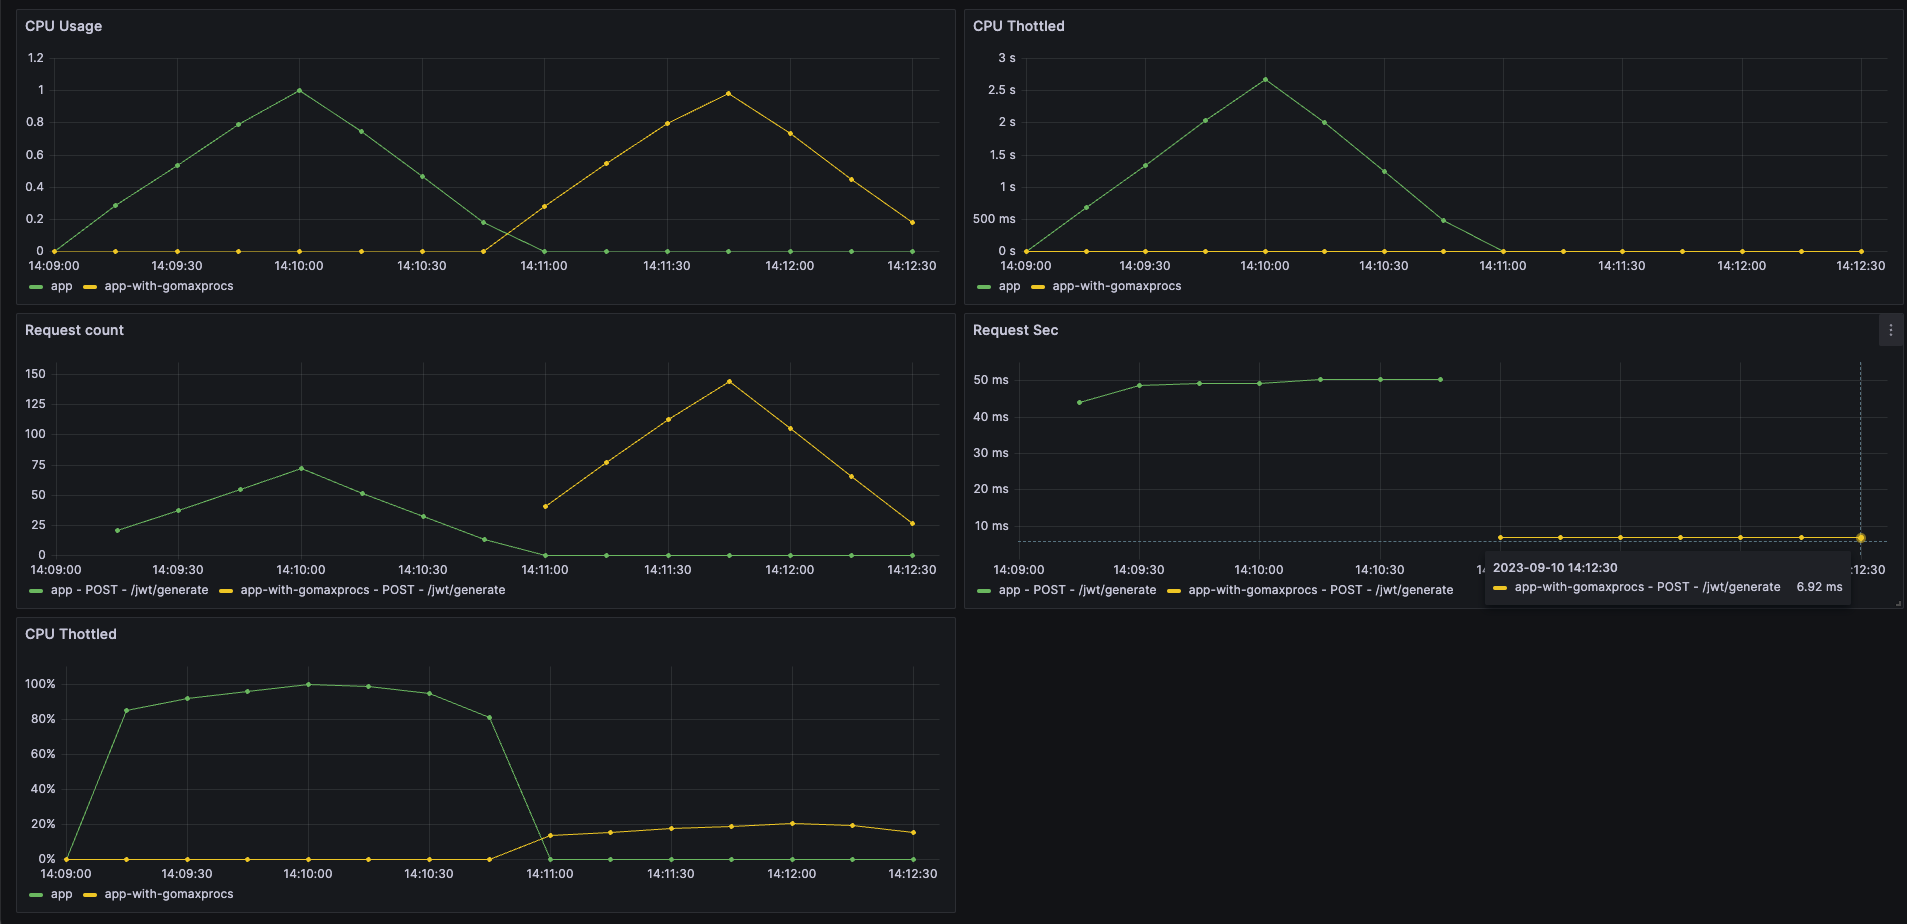 CPU Usage
1.2
1
0.8
0.6
0.4
0.2
0
14:09:00 14:09:30 14:10:00 14:10:30 14:11:00 14:11:30 14:12:00 14:12:30
app app-with-gomaxprocs
CPU Thottled
3 s
2.5 s
2 s
1.5 s
1 s
500 ms
0 s
14:09:00 14:09:30 14:10:00 14:10:30 14:11:00 14:11:30 14:12:00 14:12:30
app app-with-gomaxprocs
Request count
150
125
100
75
50
25
0
14:09:00 14:09:30 14:10:00 14:10:30 14:11:00 14:11:30 14:12:00 14:12:30
app - POST - /jwt/generate app-with-gomaxprocs - POST - /jwt/generate
Request Sec
50 ms
40 ms
30 ms
20 ms
10 ms
14:09:00 14:09:30 14:10:00 14:10:30 1 :12:30
app - POST - /jwt/generate app-with-gomaxprocs - POST - /jwt/generate
2023-09-10 14:12:30
app-with-gomaxprocs - POST - /jwt/generate 6.92 ms
CPU Thottled
100%
80%
60%
40%
20%
0%
14:09:00 14:09:30 14:10:00 14:10:30 14:11:00 14:11:30 14:12:00 14:12:30
app app-with-gomaxprocs